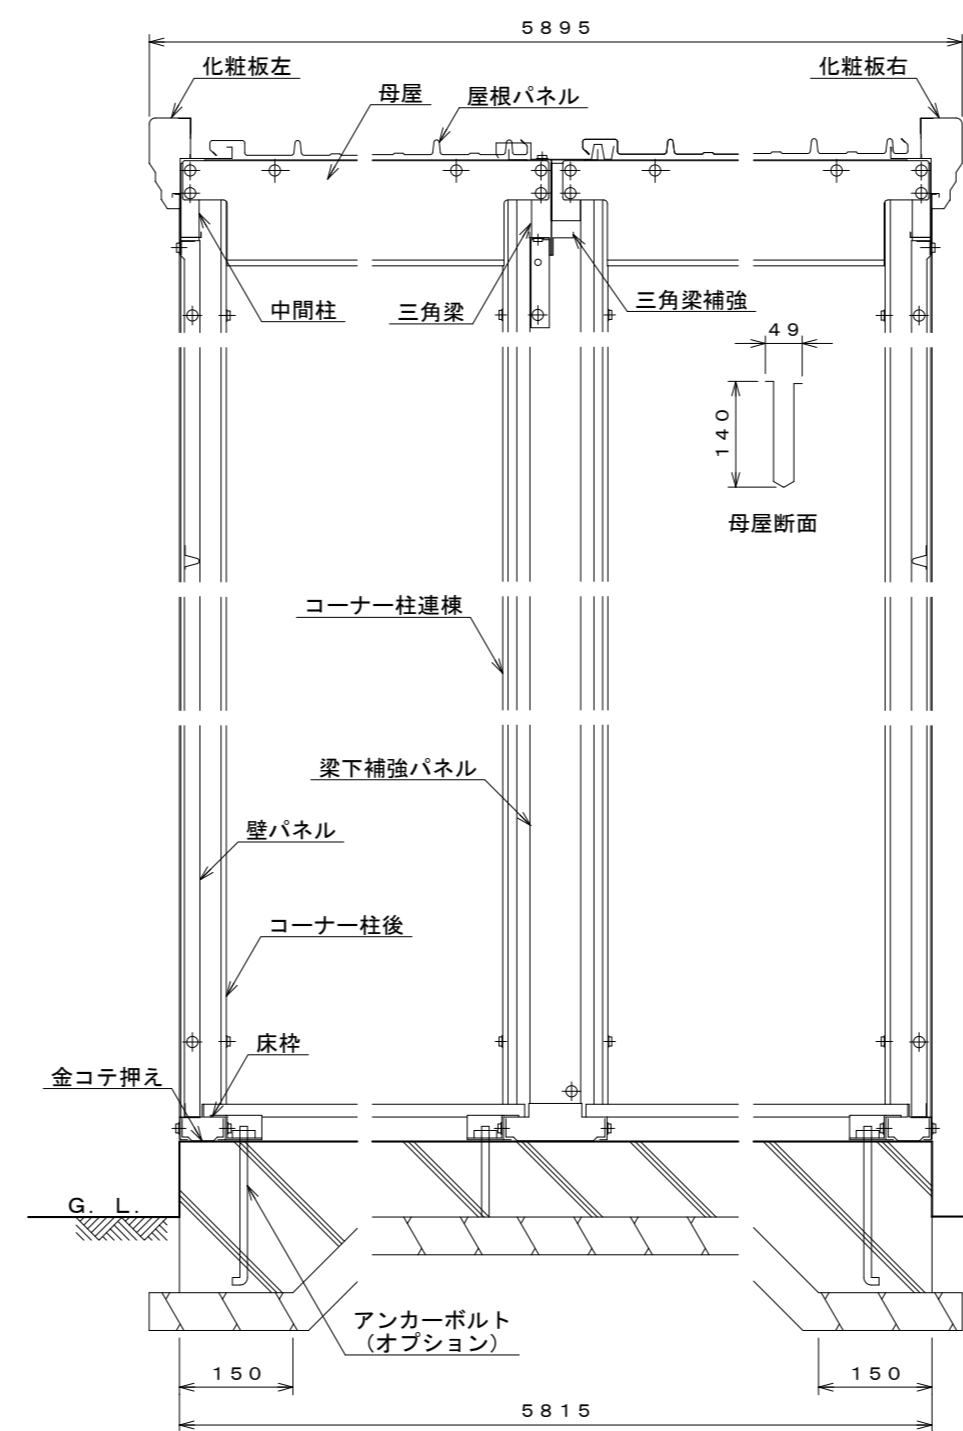 ５８９５
化粧板左
化粧板右
母屋
屋根パネル
中間柱
三角梁
三角梁補強
４９
１４０
母屋断面
コーナー柱連棟
梁下補強パネル
壁パネル
コーナー柱後
床枠
金コテ押え
Ｇ．Ｌ．
アンカーボルト
（オプション）
１５０
１５０
５８１５